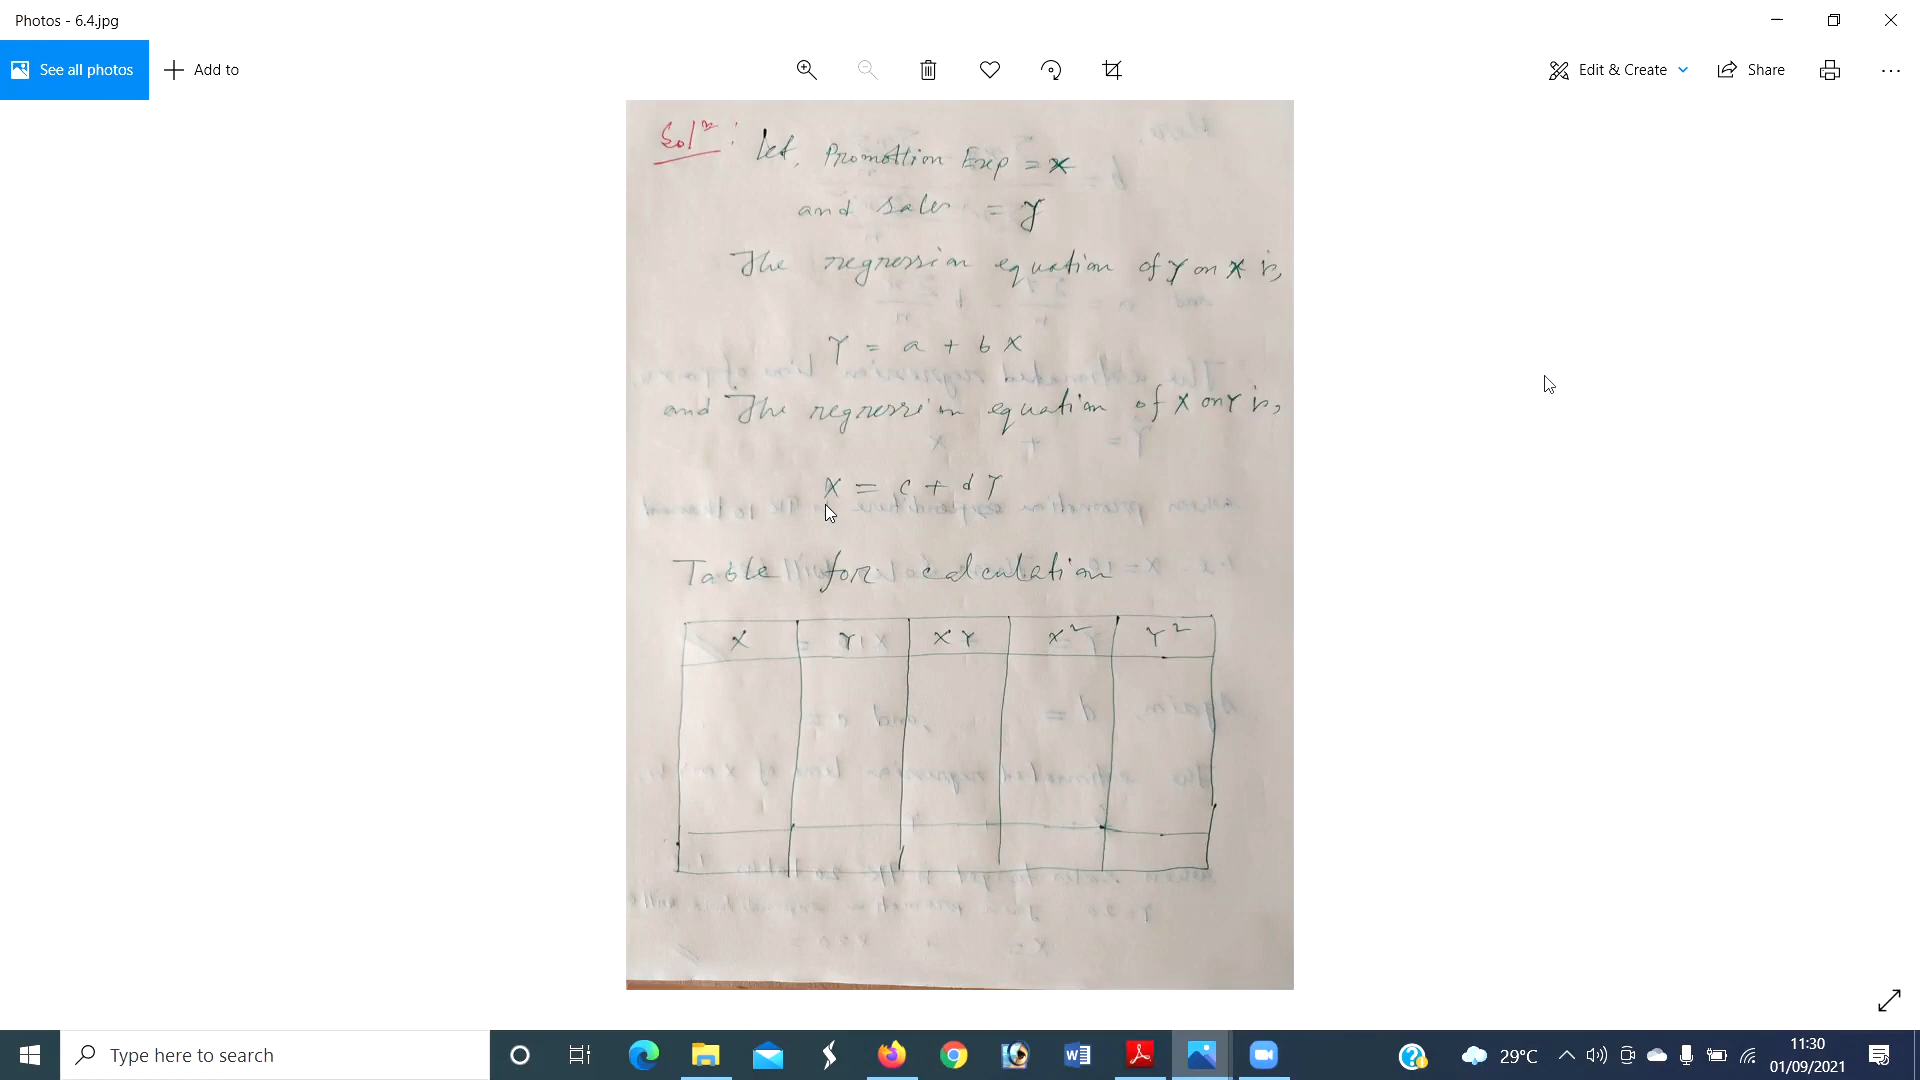 Photos - 6.4.jpg
See all photos
Add to
Edit & Create
Share
Solⁿ: Let, Promottion Exp = X
and Sales = Y
The regression equation of Y on X is,
Y = a + b X
and The regression equation of X on Y is,
X = c + d Y
Table for calculation
X Y XY X² Y²
Type here to search
29°C
11:30
01/09/2021